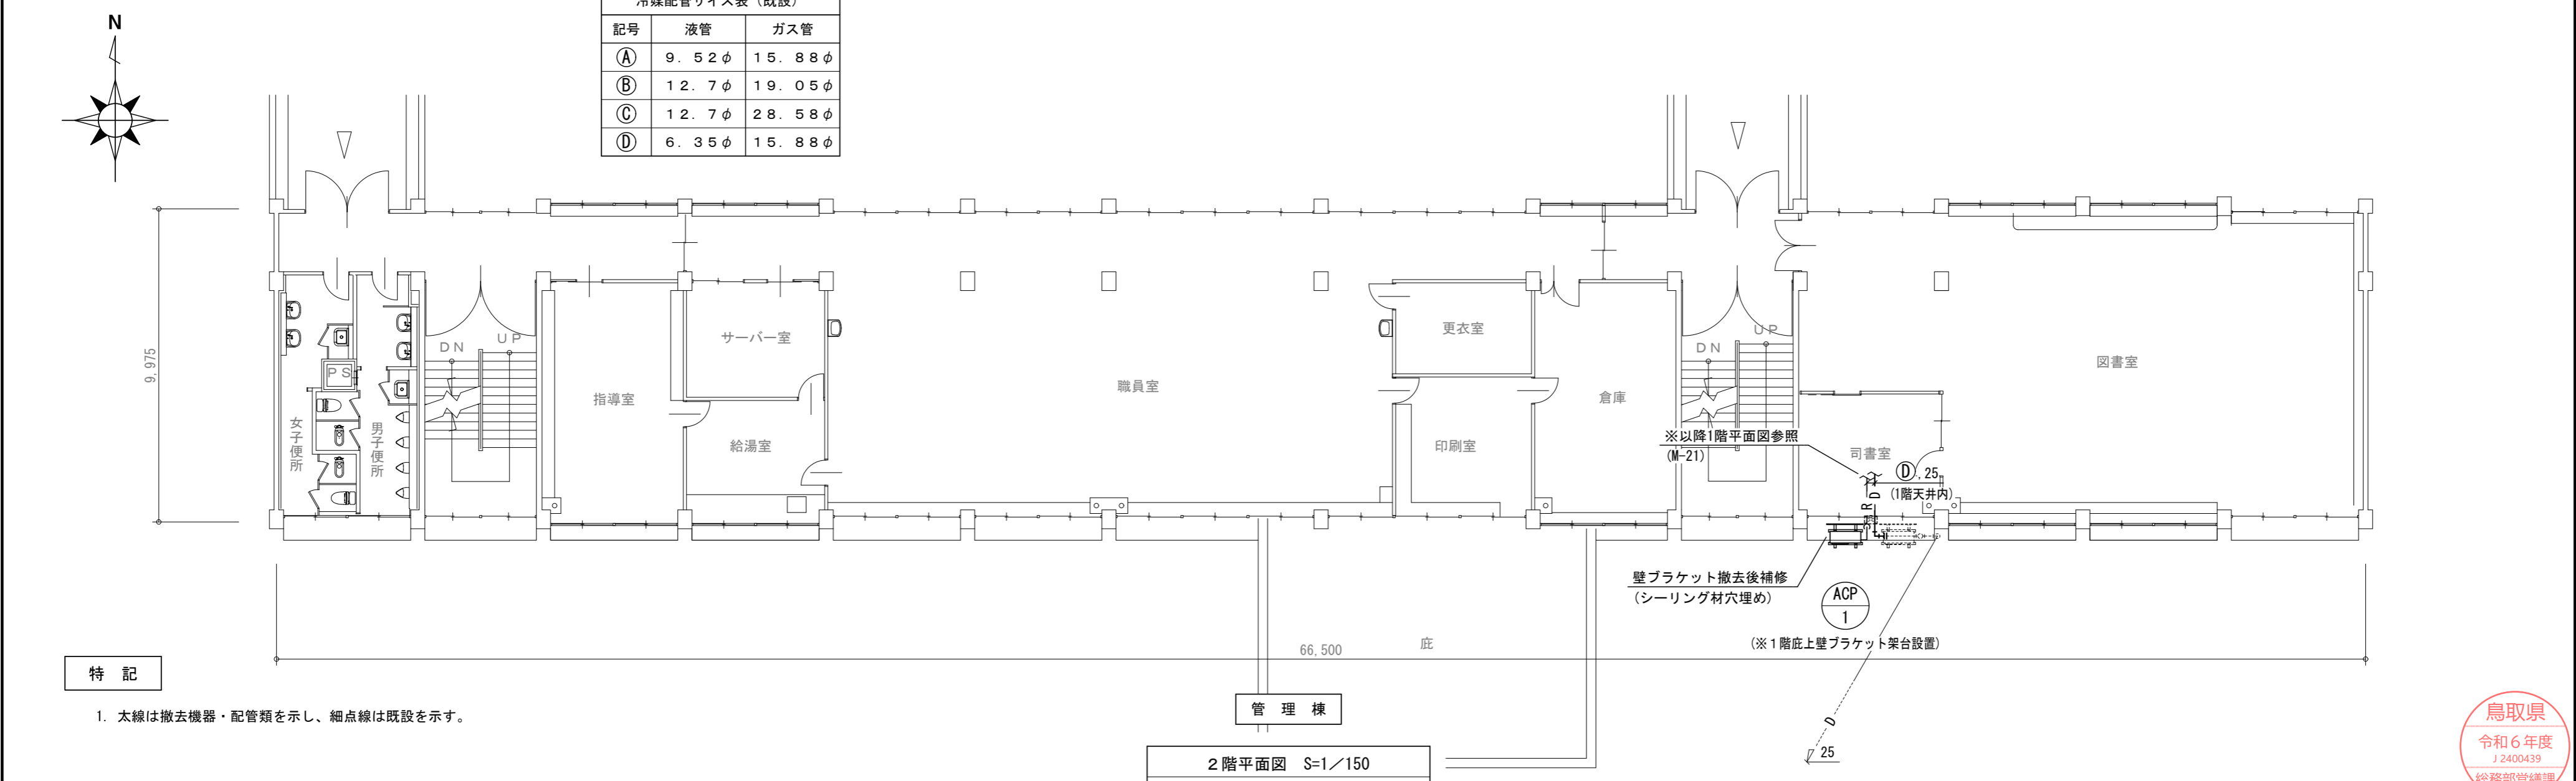 冷媒配管サイズ表（既設）
記号 液管 ガス管
Ⓐ 9.52φ 15.88φ
Ⓑ 12.7φ 19.05φ
Ⓒ 12.7φ 28.58φ
Ⓓ 6.35φ 15.88φ
N
9,975
女子便所
男子便所
PS
DN
UP
指導室
サーバー室
給湯室
職員室
更衣室
印刷室
倉庫
DN
UP
図書室
司書室
※以降1階平面図参照
(M-21)
Ⓓ,25
(1階天井内)
R
D
壁ブラケット撤去後補修
(シーリング材穴埋め)
ACP
1
(※1階庇上壁ブラケット架台設置)
庇
66,500
D
25
特 記
1. 太線は撤去機器・配管類を示し、細点線は既設を示す。
管 理 棟
2階平面図 S=1/150
鳥取県
令和6年度
J2400439
総務部営繕課